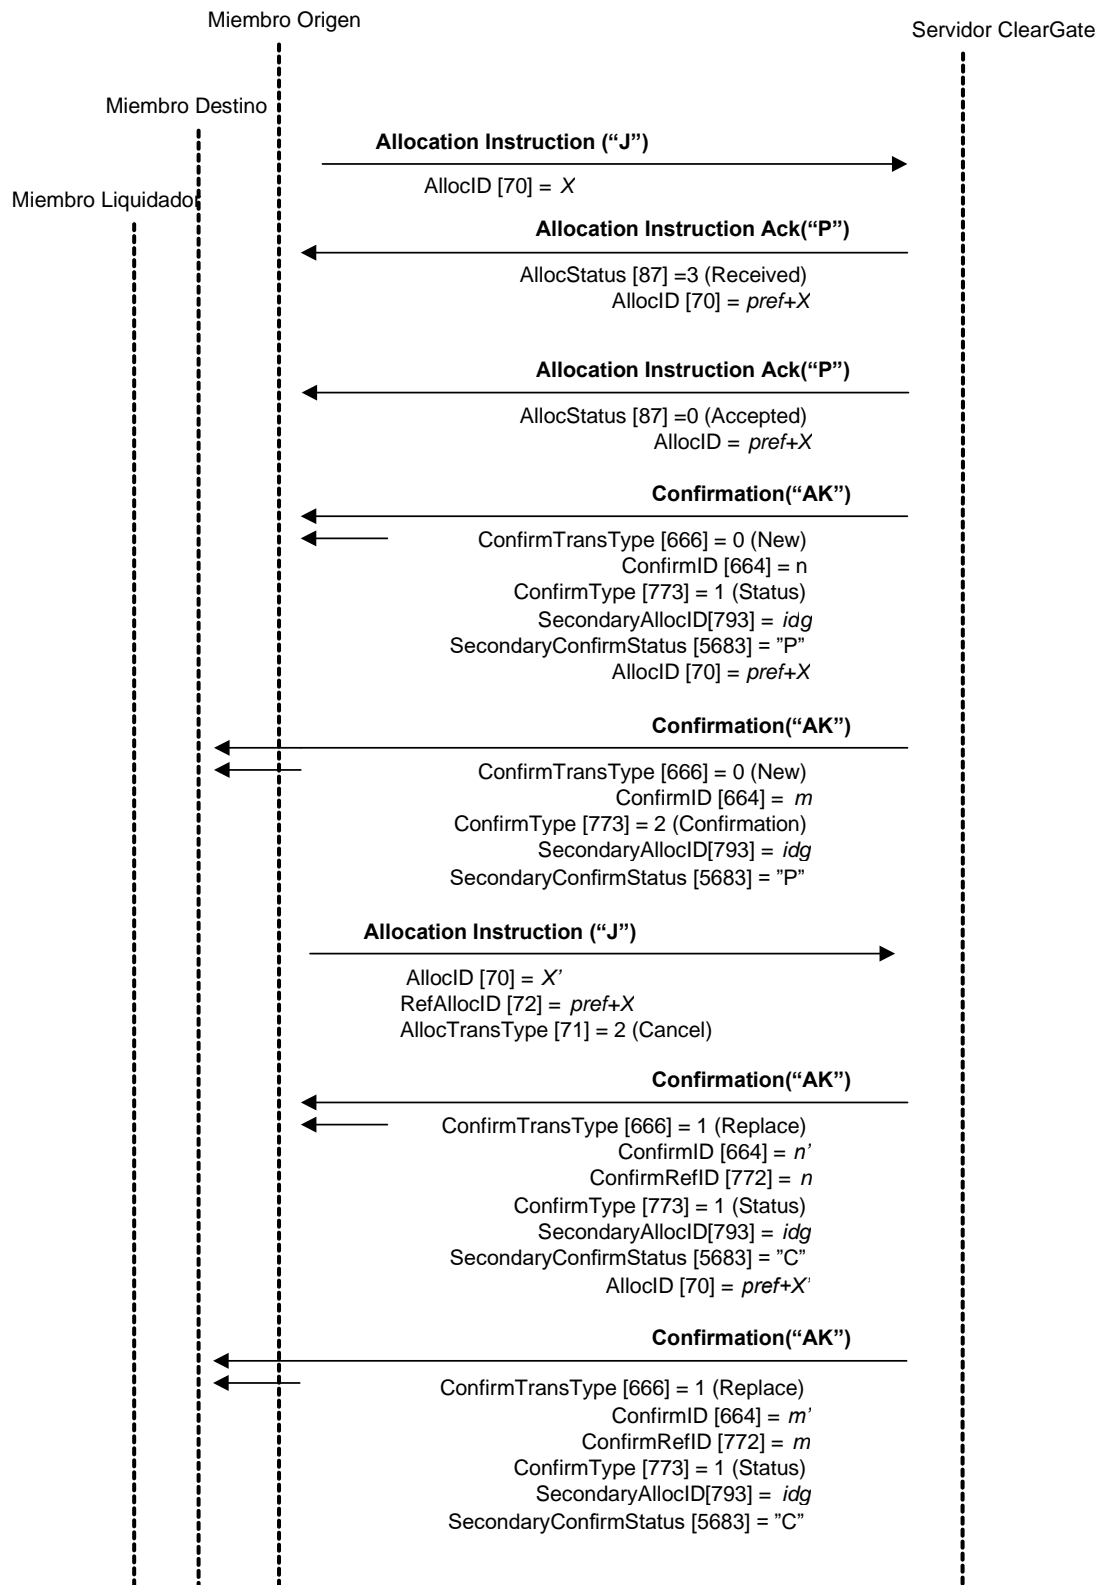 Miembro Origen
Servidor ClearGate
Miembro Destino
Allocation Instruction (“J”)
AllocID [70] = X
Miembro Liquidador
Allocation Instruction Ack(“P”)
AllocStatus [87] =3 (Received)
AllocID [70] = pref+X
Allocation Instruction Ack(“P”)
AllocStatus [87] =0 (Accepted)
AllocID = pref+X
Confirmation(“AK”)
ConfirmTransType [666] = 0 (New)
ConfirmID [664] = n
ConfirmType [773] = 1 (Status)
SecondaryAllocID[793] = idg
SecondaryConfirmStatus [5683] = ”P”
AllocID [70] = pref+X
Confirmation(“AK”)
ConfirmTransType [666] = 0 (New)
ConfirmID [664] = m
ConfirmType [773] = 2 (Confirmation)
SecondaryAllocID[793] = idg
SecondaryConfirmStatus [5683] = ”P”
Allocation Instruction (“J”)
AllocID [70] = X’
RefAllocID [72] = pref+X
AllocTransType [71] = 2 (Cancel)
Confirmation(“AK”)
ConfirmTransType [666] = 1 (Replace)
ConfirmID [664] = n’
ConfirmRefID [772] = n
ConfirmType [773] = 1 (Status)
SecondaryAllocID[793] = idg
SecondaryConfirmStatus [5683] = ”C”
AllocID [70] = pref+X’
Confirmation(“AK”)
ConfirmTransType [666] = 1 (Replace)
ConfirmID [664] = m’
ConfirmRefID [772] = m
ConfirmType [773] = 1 (Status)
SecondaryAllocID[793] = idg
SecondaryConfirmStatus [5683] = ”C”